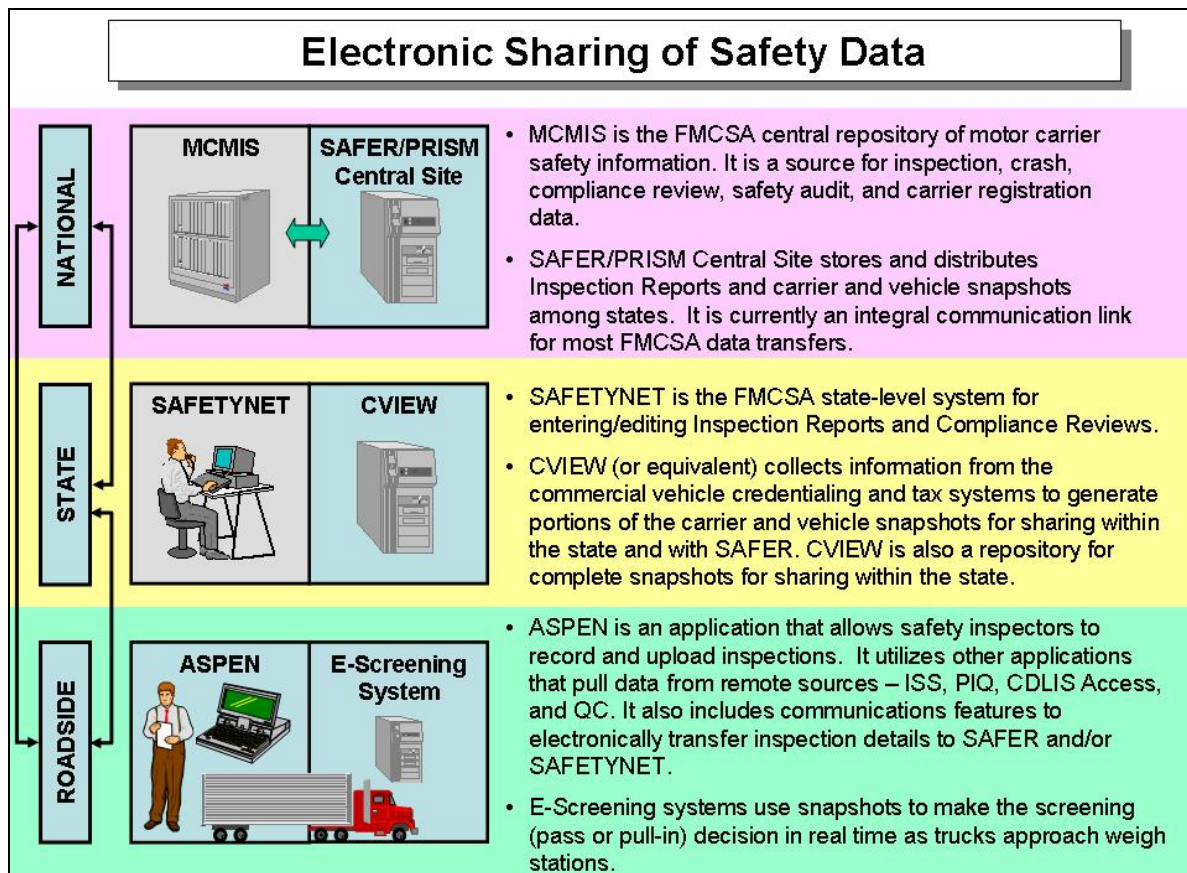 Electronic Sharing of Safety Data
NATIONAL
MCMIS
SAFER/PRISM
Central Site
• MCMIS is the FMCSA central repository of motor carrier
safety information. It is a source for inspection, crash,
compliance review, safety audit, and carrier registration
data.
• SAFER/PRISM Central Site stores and distributes
Inspection Reports and carrier and vehicle snapshots
among states. It is currently an integral communication link
for most FMCSA data transfers.
STATE
SAFETYNET
CVIEW
• SAFETYNET is the FMCSA state-level system for
entering/editing Inspection Reports and Compliance Reviews.
• CVIEW (or equivalent) collects information from the
commercial vehicle credentialing and tax systems to generate
portions of the carrier and vehicle snapshots for sharing within
the state and with SAFER. CVIEW is also a repository for
complete snapshots for sharing within the state.
ROADSIDE
ASPEN
E-Screening
System
• ASPEN is an application that allows safety inspectors to
record and upload inspections. It utilizes other applications
that pull data from remote sources – ISS, PIQ, CDLIS Access,
and QC. It also includes communications features to
electronically transfer inspection details to SAFER and/or
SAFETYNET.
• E-Screening systems use snapshots to make the screening
(pass or pull-in) decision in real time as trucks approach weigh
stations.